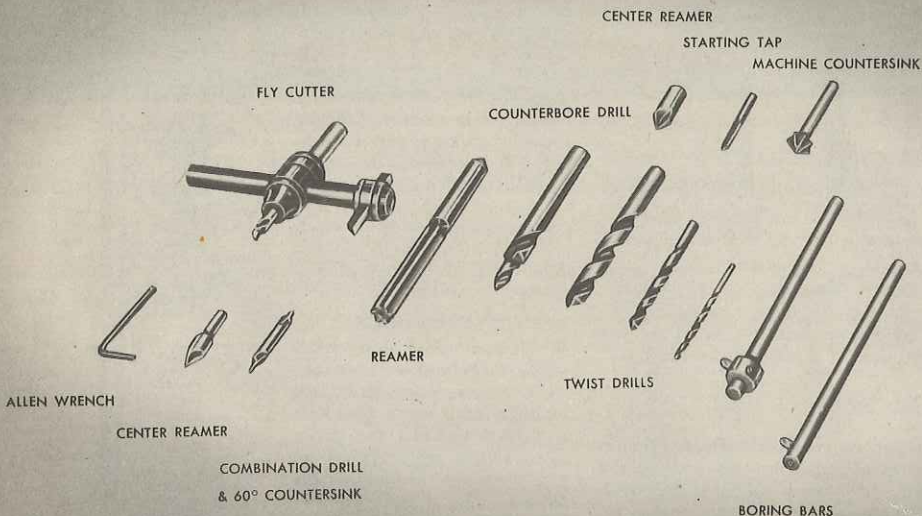 CENTER REAMER
STARTING TAP
MACHINE COUNTERSINK
FLY CUTTER
COUNTERBORE DRILL
REAMER
TWIST DRILLS
ALLEN WRENCH
CENTER REAMER
COMBINATION DRILL
& 60° COUNTERSINK
BORING BARS